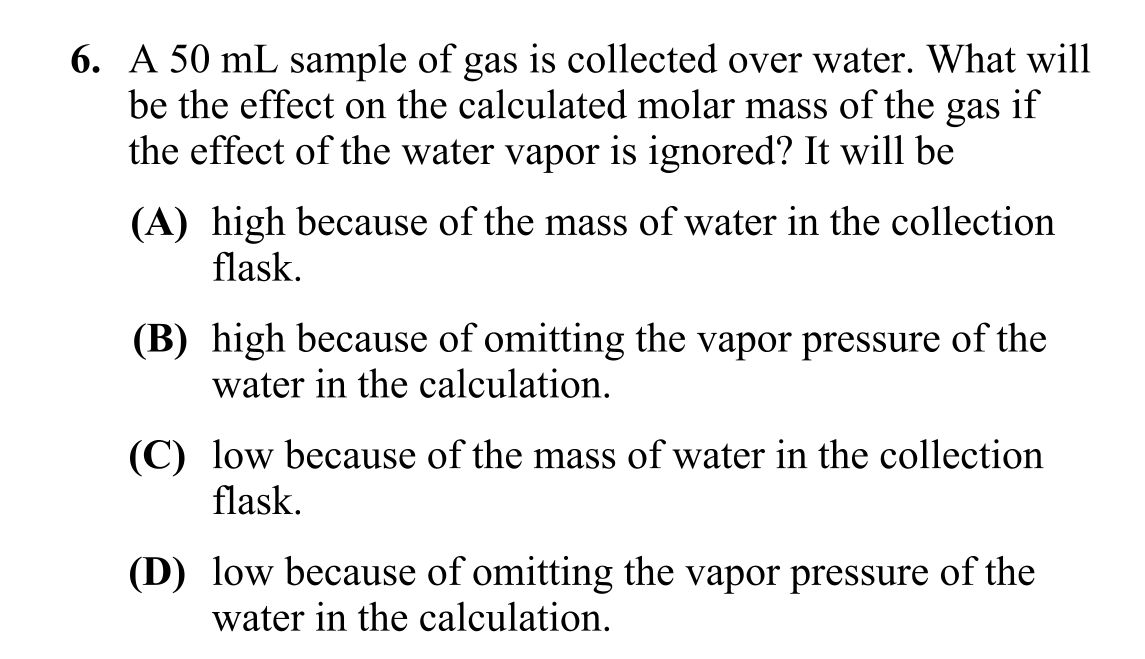 6. A 50 mL sample of gas is collected over water. What will
be the effect on the calculated molar mass of the gas if
the effect of the water vapor is ignored? It will be
(A) high because of the mass of water in the collection
flask.
(B) high because of omitting the vapor pressure of the
water in the calculation.
(C) low because of the mass of water in the collection
flask.
(D) low because of omitting the vapor pressure of the
water in the calculation.